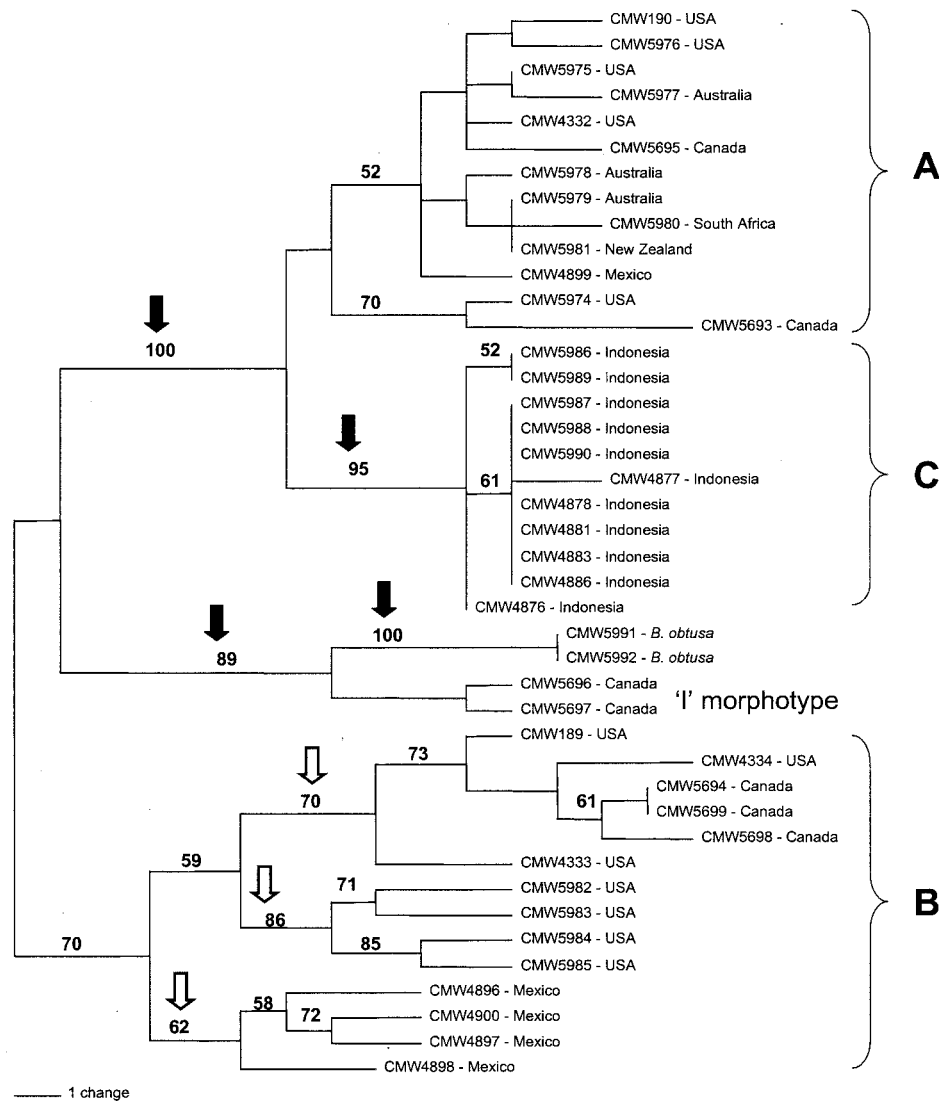 CMW190 - USA
CMW5976 - USA
CMW5975 - USA
CMW5977 - Australia
CMW4332 - USA
CMW5695 - Canada
A
52
CMW5978 - Australia
CMW5979 - Australia
CMW5980 - South Africa
CMW5981 - New Zealand
CMW4899 - Mexico
70
CMW5974 - USA
CMW5693 - Canada
100
52
CMW5986 - Indonesia
CMW5989 - Indonesia
CMW5987 - Indonesia
CMW5988 - Indonesia
CMW5990 - Indonesia
95
61
CMW4877 - Indonesia
C
CMW4878 - Indonesia
CMW4881 - Indonesia
CMW4883 - Indonesia
CMW4886 - Indonesia
CMW4876 - Indonesia
100
CMW5991 - B. obtusa
CMW5992 - B. obtusa
89
CMW5696 - Canada
CMW5697 - Canada
'I' morphotype
CMW189 - USA
73
CMW4334 - USA
CMW5694 - Canada
70
61
CMW5699 - Canada
CMW5698 - Canada
59
CMW4333 - USA
71
CMW5982 - USA
CMW5983 - USA
B
86
85
CMW5984 - USA
CMW5985 - USA
70
CMW4896 - Mexico
58
72
CMW4900 - Mexico
62
CMW4897 - Mexico
CMW4898 - Mexico
1 change